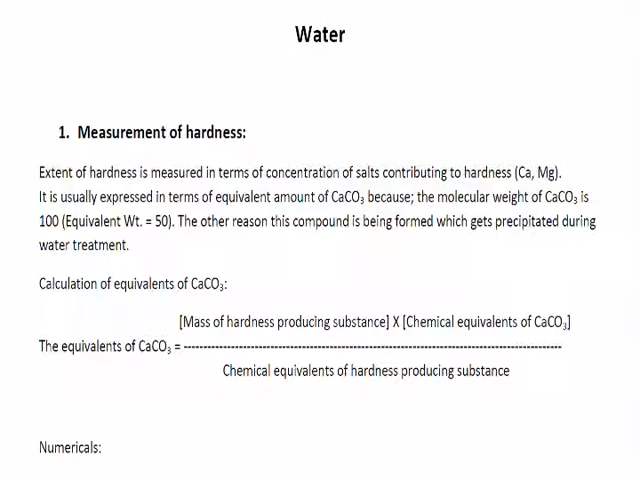 Water
1. Measurement of hardness:
Extent of hardness is measured in terms of concentration of salts contributing to hardness (Ca, Mg).
It is usually expressed in terms of equivalent amount of CaCO₃ because; the molecular weight of CaCO₃ is
100 (Equivalent Wt. = 50). The other reason this compound is being formed which gets precipitated during
water treatment.
Calculation of equivalents of CaCO₃:
[Mass of hardness producing substance] X [Chemical equivalents of CaCO₃]
The equivalents of CaCO₃ = ------------------------------------------------------------------------------------------------
Chemical equivalents of hardness producing substance
Numericals: